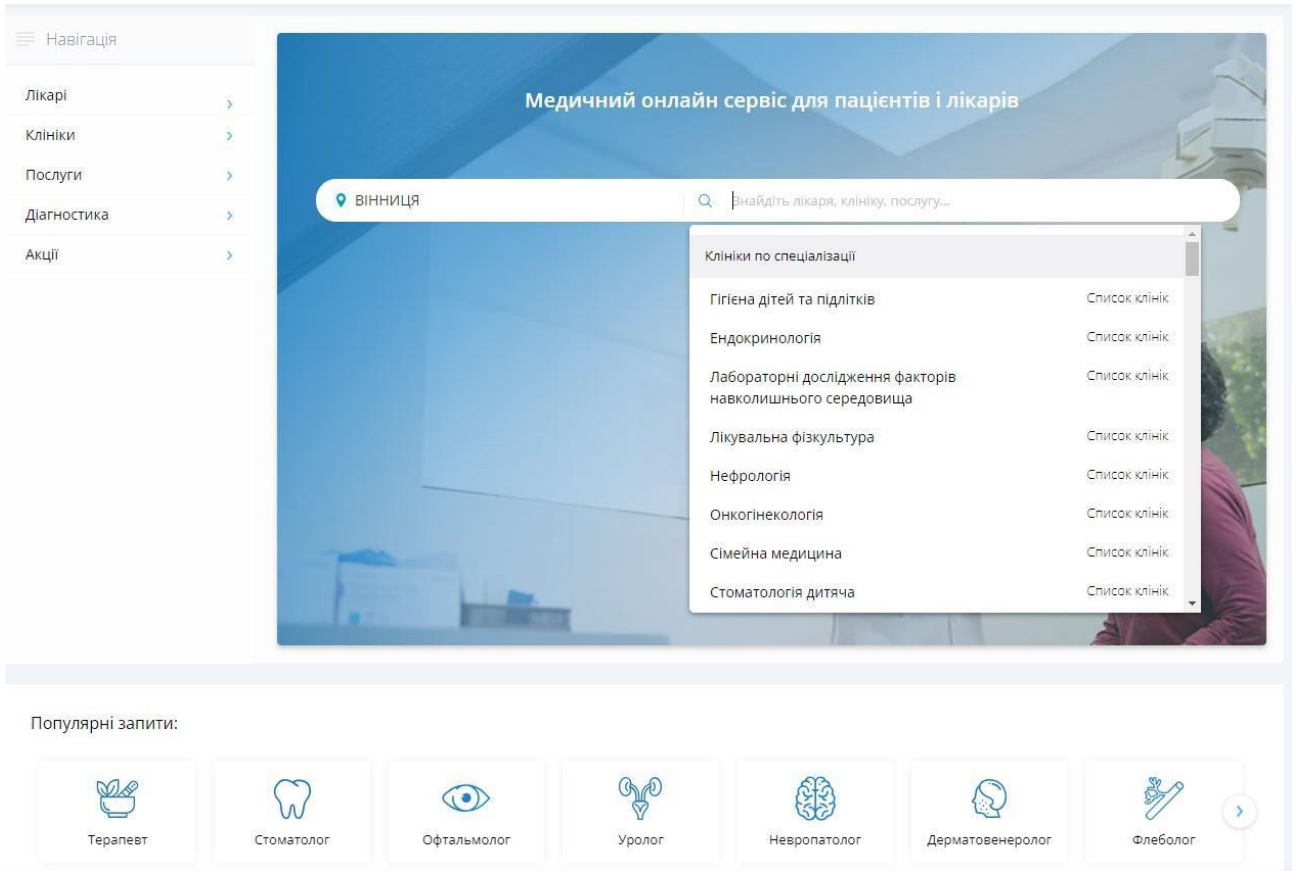 Навігація
Лікарі
Клініки
Послуги
Діагностика
Акції
Медичний онлайн сервіс для пацієнтів і лікарів
ВІННИЦЯ
Знайдіть лікаря, клініку, послугу...
Клініки по спеціалізації
Гігієна дітей та підлітків Список клінік
Ендокринологія Список клінік
Лабораторні дослідження факторів Список клінік
навколишнього середовища
Лікувальна фізкультура Список клінік
Нефрологія Список клінік
Онкогінекологія Список клінік
Сімейна медицина Список клінік
Стоматологія дитяча Список клінік
Популярні запити:
Терапевт Стоматолог Офтальмолог Уролог Невропатолог Дерматовенеролог Флеболог